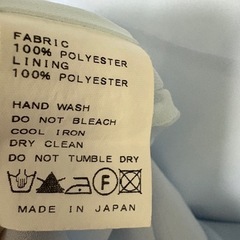 FABRIC
100% POLYESTER
LINING
100% POLYESTER
HAND WASH
DO NOT BLEACH
COOL IRON
DRY CLEAN
DO NOT TUMBLE DRY
F
MADE IN JAPAN